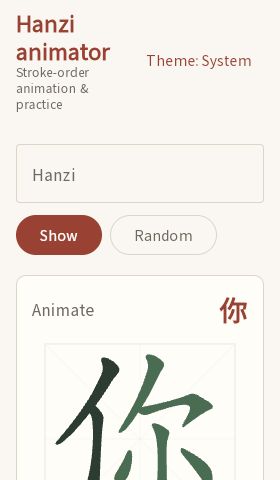 Hanzi
animator
Stroke-order
animation &
practice
Theme: System
Hanzi
Show
Random
Animate
你
你